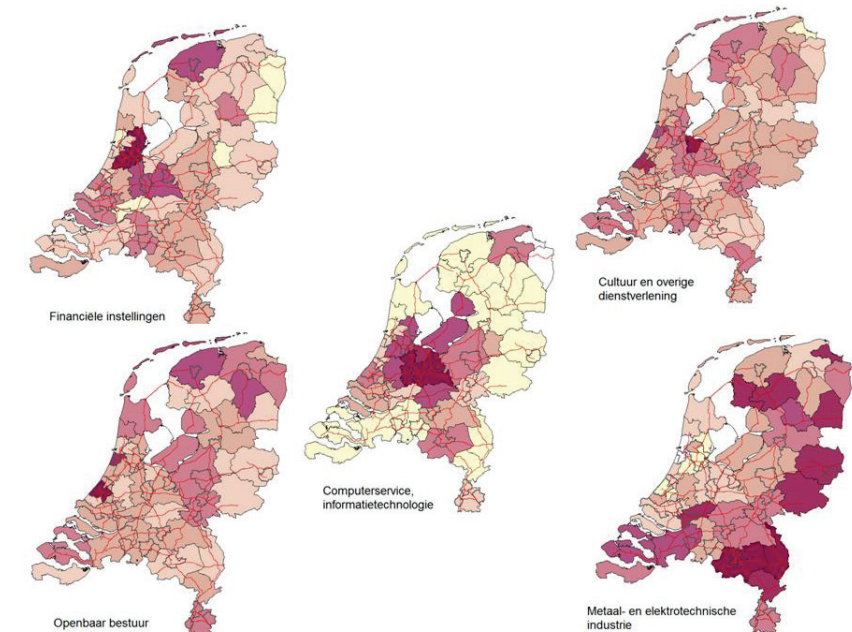 Financiële instellingen
Cultuur en overige
dienstverlening
Computerservice,
informatietechnologie
Openbaar bestuur
Metaal- en elektrotechnische
industrie